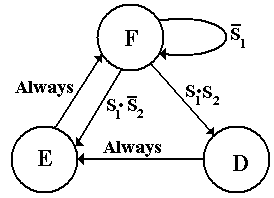 F
S̅₁
Always
S₁·S̅₂
S₁·S₂
Always
E
D